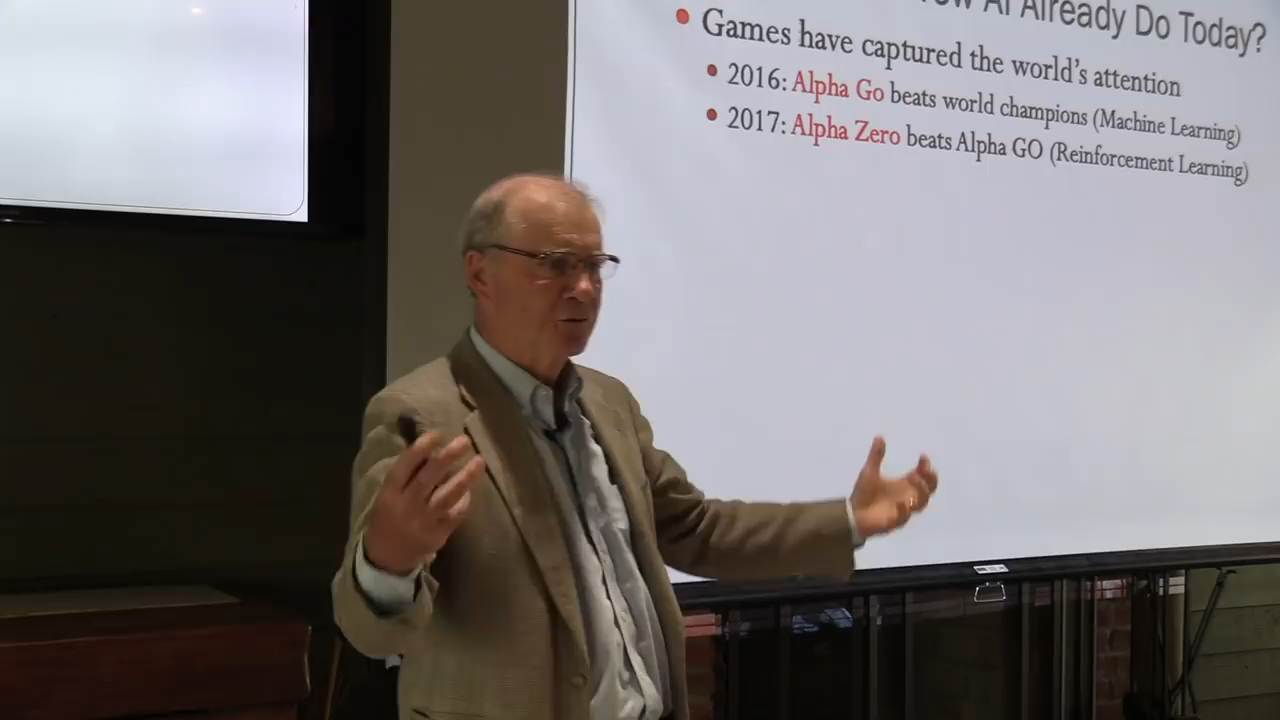 AI Already Do Today?
Games have captured the world's attention
2016: Alpha Go beats world champions (Machine Learning)
2017: Alpha Zero beats Alpha GO (Reinforcement Learning)